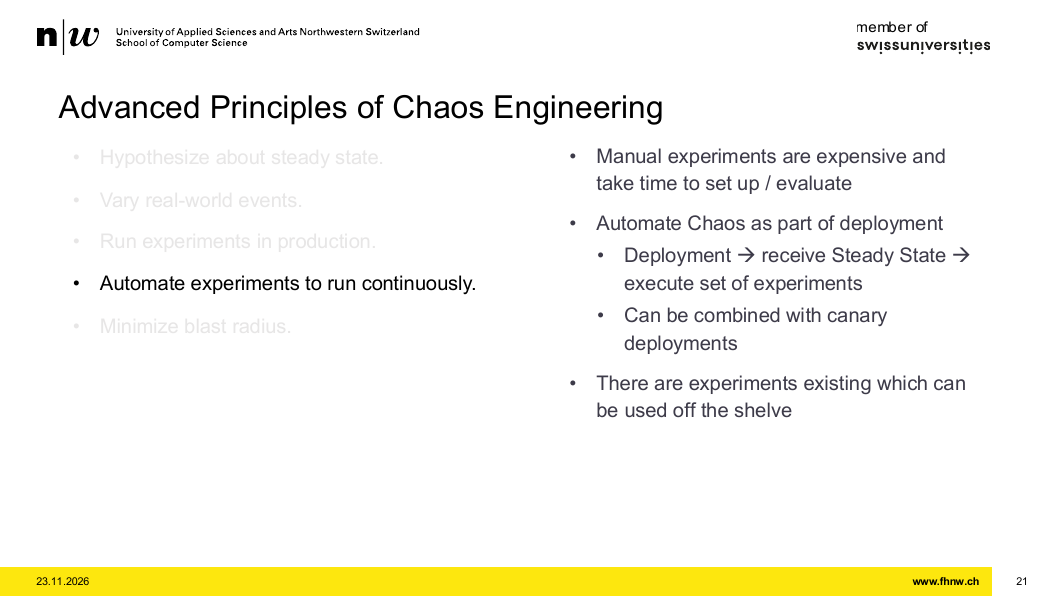 n|w University of Applied Sciences and Arts Northwestern Switzerland
School of Computer Science
member of
swissuniversities
Advanced Principles of Chaos Engineering
• Hypothesize about steady state.
• Vary real-world events.
• Run experiments in production.
• Automate experiments to run continuously.
• Minimize blast radius.
• Manual experiments are expensive and
take time to set up / evaluate
• Automate Chaos as part of deployment
• Deployment → receive Steady State →
execute set of experiments
• Can be combined with canary
deployments
• There are experiments existing which can
be used off the shelve
23.11.2026
www.fhnw.ch
21